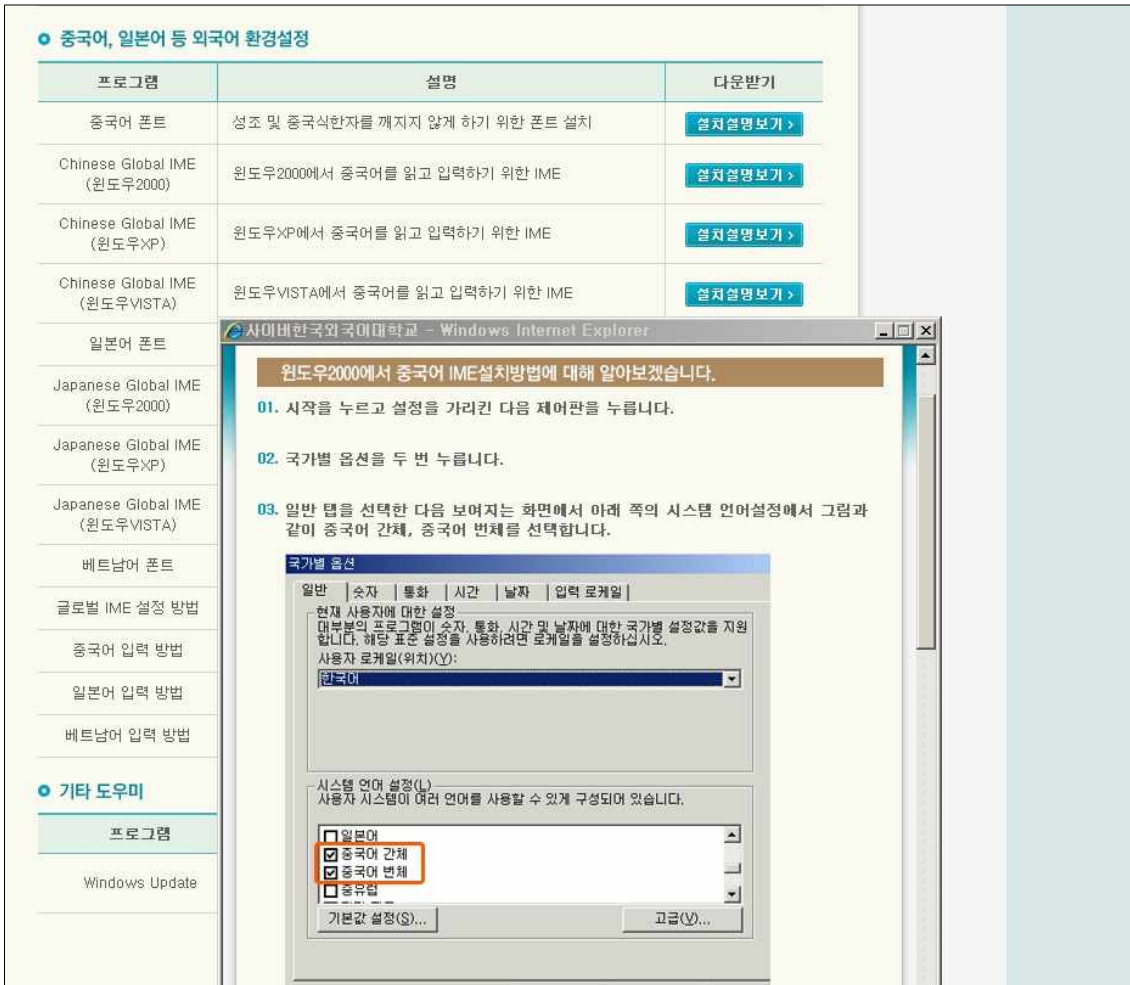 중국어, 일본어 등 외국어 환경설정
프로그램 설명 다운받기
중국어 폰트 성조 및 중국식한자를 깨지지 않게 하기 위한 폰트 설치 설치설명보기 >
Chinese Global IME
(윈도우2000) 윈도우2000에서 중국어를 읽고 입력하기 위한 IME 설치설명보기 >
Chinese Global IME
(윈도우XP) 윈도우XP에서 중국어를 읽고 입력하기 위한 IME 설치설명보기 >
Chinese Global IME
(윈도우VISTA) 윈도우VISTA에서 중국어를 읽고 입력하기 위한 IME 설치설명보기 >
일본어 폰트
Japanese Global IME
(윈도우2000)
Japanese Global IME
(윈도우XP)
Japanese Global IME
(윈도우VISTA)
베트남어 폰트
글로벌 IME 설정 방법
중국어 입력 방법
일본어 입력 방법
베트남어 입력 방법
기타 도우미
프로그램
Windows Update
사이버한국외국어대학교 - Windows Internet Explorer
윈도우2000에서 중국어 IME설치방법에 대해 알아보겠습니다.
01. 시작을 누르고 설정을 가리킨 다음 제어판을 누릅니다.
02. 국가별 옵션을 두 번 누릅니다.
03. 일반 탭을 선택한 다음 보여지는 화면에서 아래 쪽의 시스템 언어설정에서 그림과
같이 중국어 간체, 중국어 번체를 선택합니다.
국가별 옵션
일반 숫자 통화 시간 날짜 입력 로케일
현재 사용자에 대한 설정
대부분의 프로그램이 숫자, 통화, 시간 및 날짜에 대한 국가별 설정값을 지원
합니다. 해당 표준 설정을 사용하려면 로케일을 설정하십시오.
사용자 로케일(위치)(Y):
한국어
시스템 언어 설정(L)
사용자 시스템이 여러 언어를 사용할 수 있게 구성되어 있습니다.
일본어
중국어 간체
중국어 번체
중유럽
기본값 설정(S)... 고급(V)...